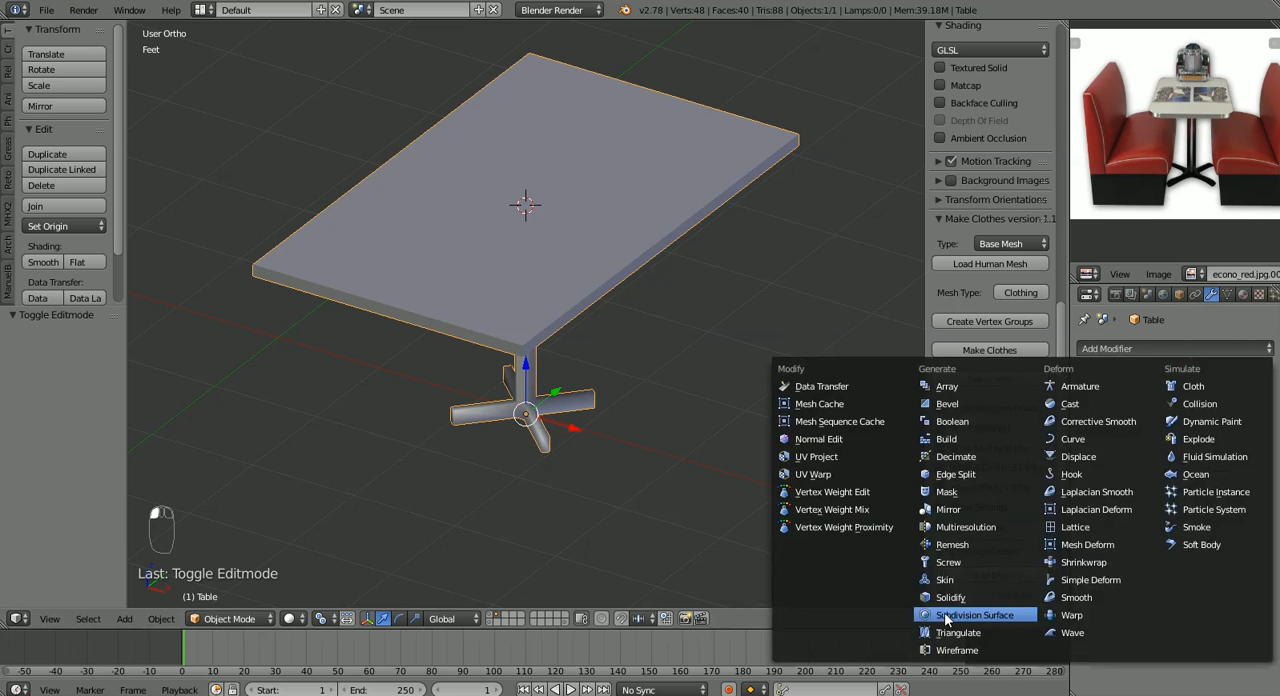 File Render Window Help Default Scene Blender Render v2.78 | Verts:48 | Faces:40 | Tris:88 | Objects:1/1 | Lamps:0/0 | Mem:39.18M | Table
Transform
Translate
Rotate
Scale
Mirror
Edit
Duplicate
Duplicate Linked
Delete
Join
Set Origin
Shading:
Smooth Flat
Data Transfer:
Data Data La
Toggle Editmode
User Ortho
Feet
Last: Toggle Editmode
(1) Table
Shading
GLSL
Textured Solid
Matcap
Backface Culling
Depth Of Field
Ambient Occlusion
Motion Tracking
Background Images
Transform Orientations
Make Clothes version 1.1
Type: Base Mesh
Load Human Mesh
Mesh Type: Clothing
Create Vertex Groups
Make Clothes
View Image econo_red.jpg.00
Table
Add Modifier
Modify
Data Transfer
Mesh Cache
Mesh Sequence Cache
Normal Edit
UV Project
UV Warp
Vertex Weight Edit
Vertex Weight Mix
Vertex Weight Proximity
Generate
Array
Bevel
Boolean
Build
Decimate
Edge Split
Mask
Mirror
Multiresolution
Remesh
Screw
Skin
Solidify
Subdivision Surface
Triangulate
Wireframe
Deform
Armature
Cast
Corrective Smooth
Curve
Displace
Hook
Laplacian Smooth
Laplacian Deform
Lattice
Mesh Deform
Shrinkwrap
Simple Deform
Smooth
Warp
Wave
Simulate
Cloth
Collision
Dynamic Paint
Explode
Fluid Simulation
Ocean
Particle Instance
Particle System
Smoke
Soft Body
View Select Add Object Object Mode Global
-50 -40 -30 -20 -10 0 10 20 30 40 50 60 70 80 90 100 110 120 130 140 150 160 170 180 190 200 210 220 230 240 250 260 270 280
View Marker Frame Playback Start: 1 End: 250 1 No Sync